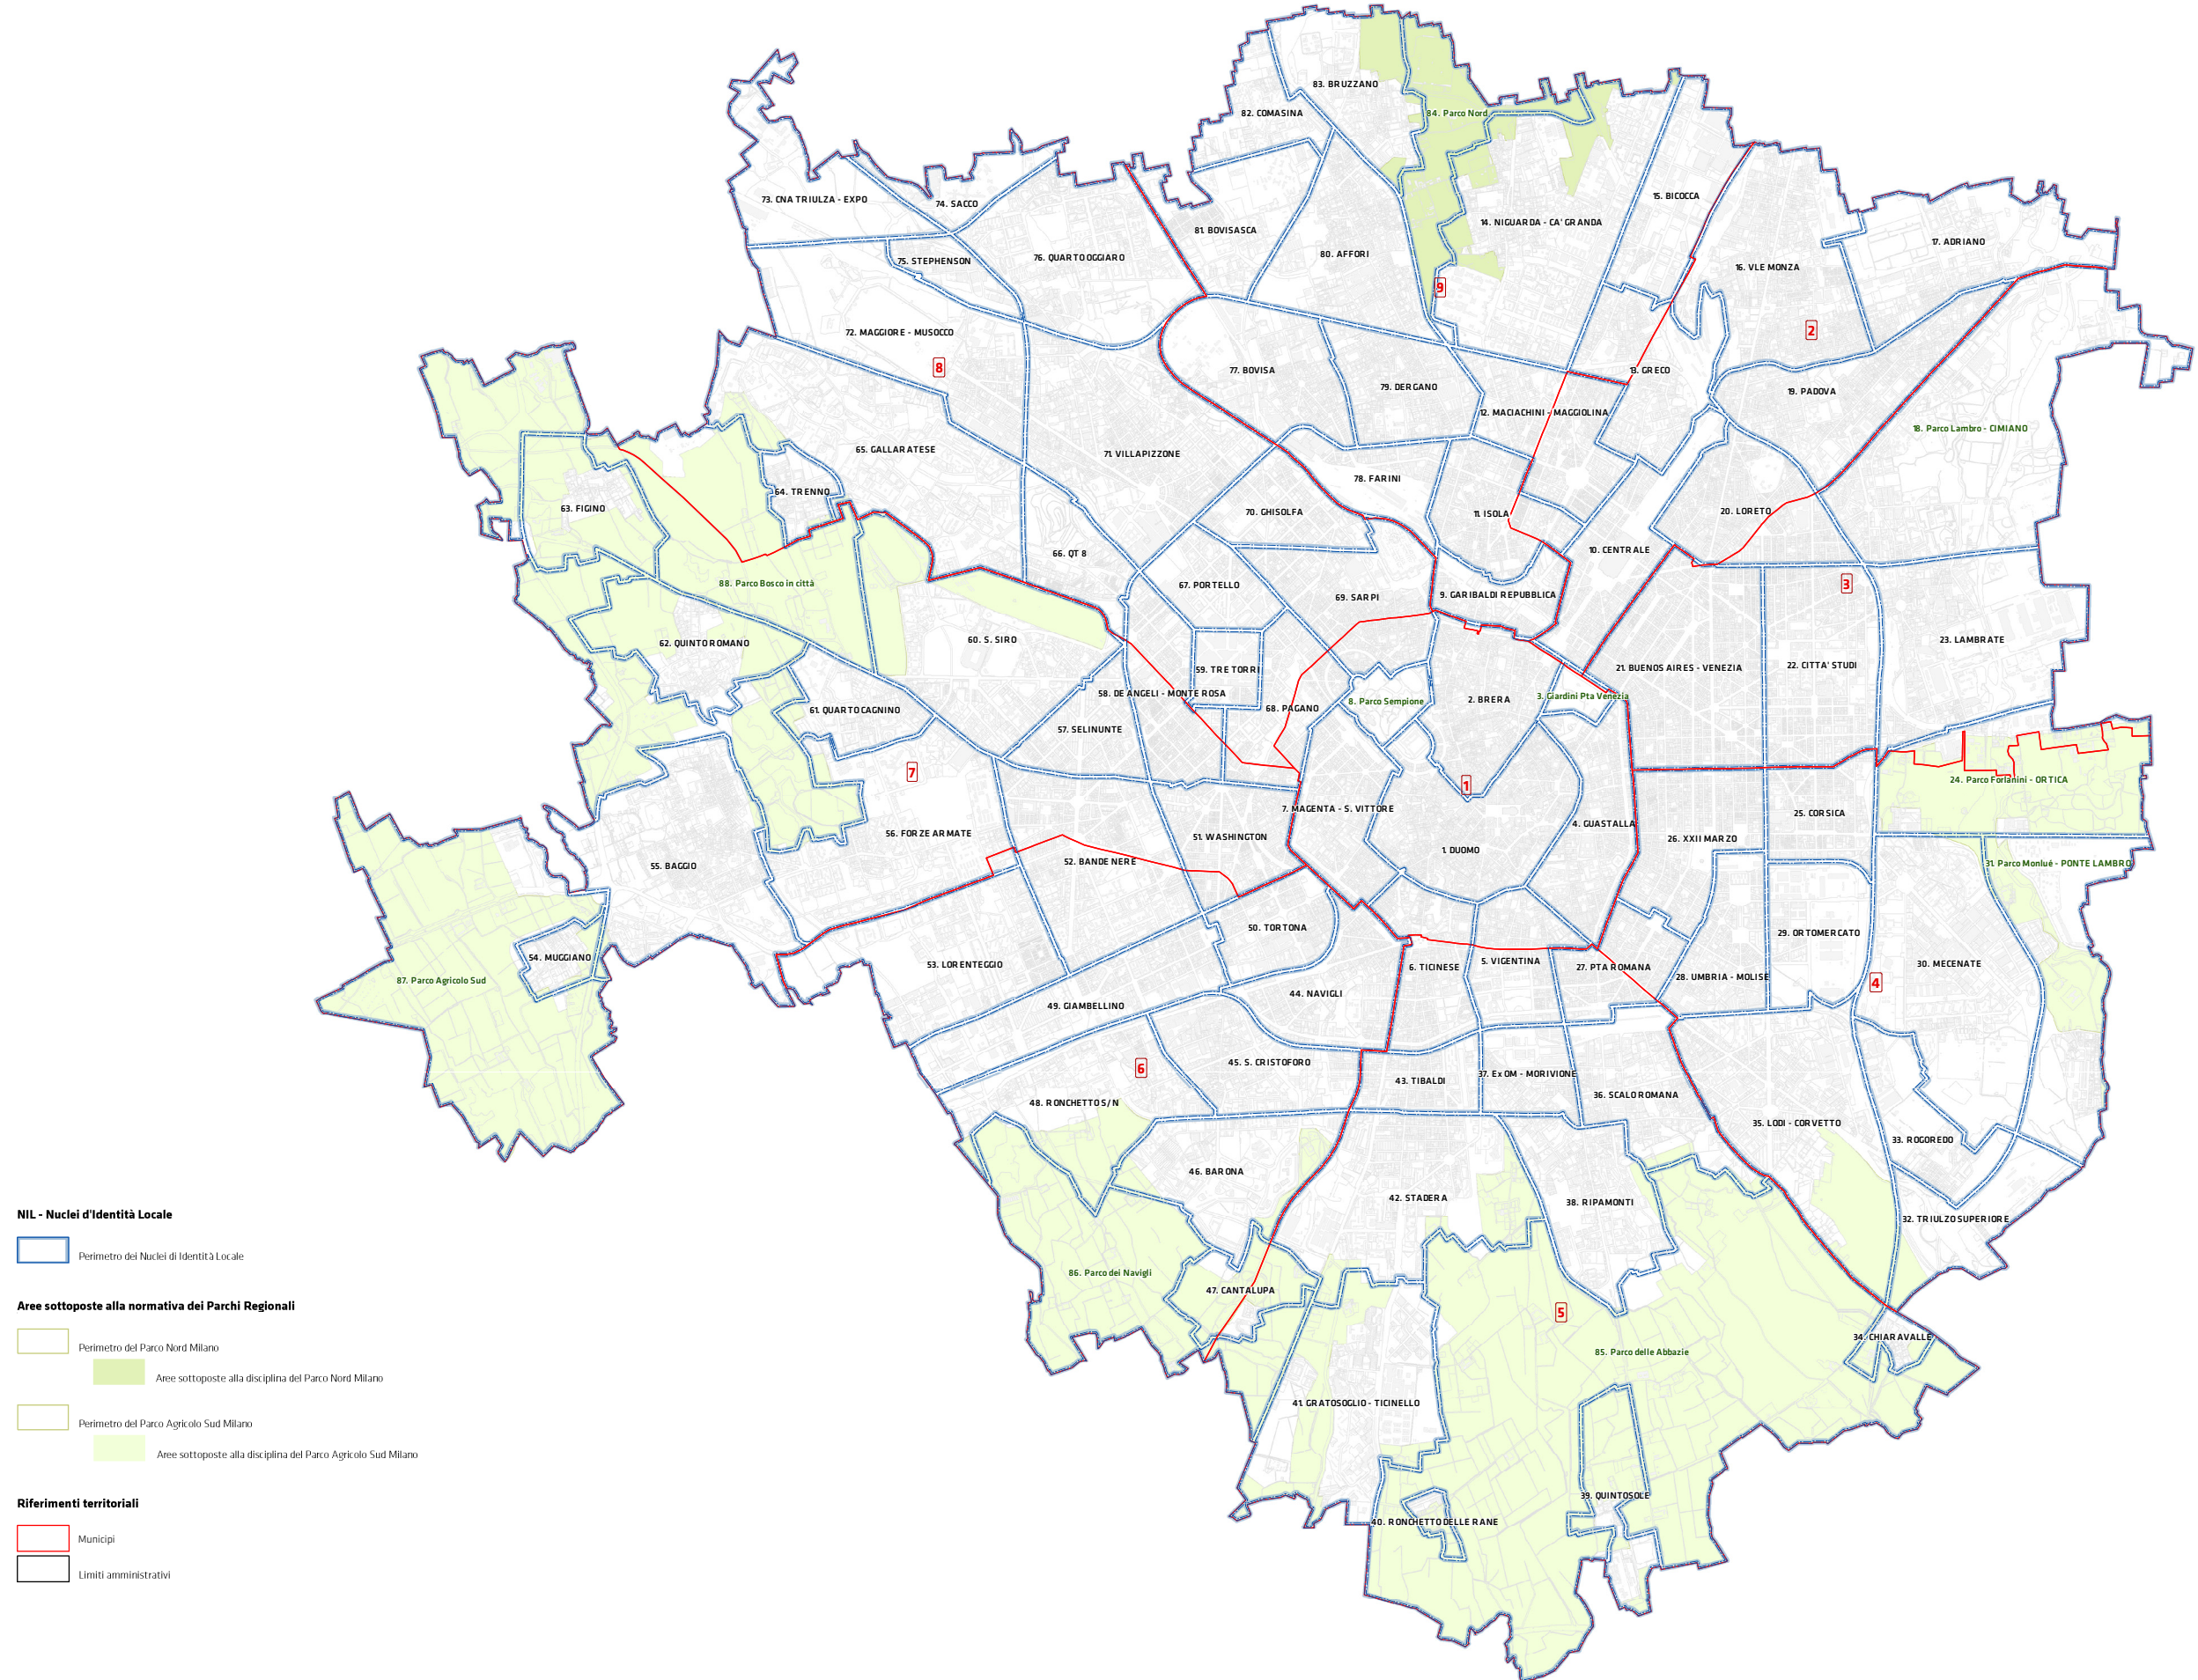 83. BRUZZANO
82. COMASINA
84. Parco Nord
73. CNA TRIULZA - EXPO
74. SACCO
15. BICOCCA
14. NIGUARDA - CA' GRANDA
81. BOVISASCA
17. ADRIANO
80. AFFORI
76. QUARTO OGGIARO
75. STEPHENSON
16. VLE MONZA
9
2
72. MAGGIORE - MUSOCCO
8
77. BOVISA
13. GRECO
79. DERGANO
19. PADOVA
12. MACIACHINI - MAGGIOLINA
18. Parco Lambro - CIMIANO
65. GALLARATESE
71. VILLAPIZZONE
78. FARINI
64. TRENNO
63. FIGINO
70. GHISOLFA
11. ISOLA
20. LORETO
66. QT 8
10. CENTRALE
88. Parco Bosco in città
67. PORTELLO
3
69. SARPI
9. GARIBALDI REPUBBLICA
62. QUINTO ROMANO
60. S. SIRO
23. LAMBRATE
59. TRE TORRI
21. BUENOS AIRES - VENEZIA
22. CITTA' STUDI
58. DE ANGELI - MONTE ROSA
3. Giardini Pta Venezia
8. Parco Sempione
2. BRERA
61. QUARTO CAGNINO
68. PAGANO
57. SELINUNTE
7
24. Parco Forlanini - ORTICA
1
7. MAGENTA - S. VITTORE
25. CORSICA
4. GUASTALLA
56. FORZE ARMATE
51. WASHINGTON
26. XXII MARZO
1. DUOMO
52. BANDE NERE
31. Parco Monlué - PONTE LAMBRO
55. BAGGIO
50. TORTONA
29. ORTOMERCATO
54. MUGGIANO
5. VIGENTINA
53. LORENTEGGIO
6. TICINESE
27. PTA ROMANA
30. MECENATE
28. UMBRIA - MOLISE
87. Parco Agricolo Sud
4
44. NAVIGLI
49. GIAMBELLINO
45. S. CRISTOFORO
6
37. Ex OM - MORIVIONE
43. TIBALDI
36. SCALO ROMANA
48. RONCHETTO S/N
35. LODI - CORVETTO
33. ROGOREDO
46. BARONA
42. STADERA
38. RIPAMONTI
32. TRIULZO SUPERIORE
86. Parco dei Navigli
47. CANTALUPA
5
34. CHIARAVALLE
85. Parco delle Abbazie
41. GRATOSOGLIO - TICINELLO
39. QUINTOSOLE
40. RONCHETTO DELLE RANE
NIL - Nuclei d'Identità Locale
Perimetro dei Nuclei di Identità Locale
Aree sottoposte alla normativa dei Parchi Regionali
Perimetro del Parco Nord Milano
Aree sottoposte alla disciplina del Parco Nord Milano
Perimetro del Parco Agricolo Sud Milano
Aree sottoposte alla disciplina del Parco Agricolo Sud Milano
Riferimenti territoriali
Municipi
Limiti amministrativi